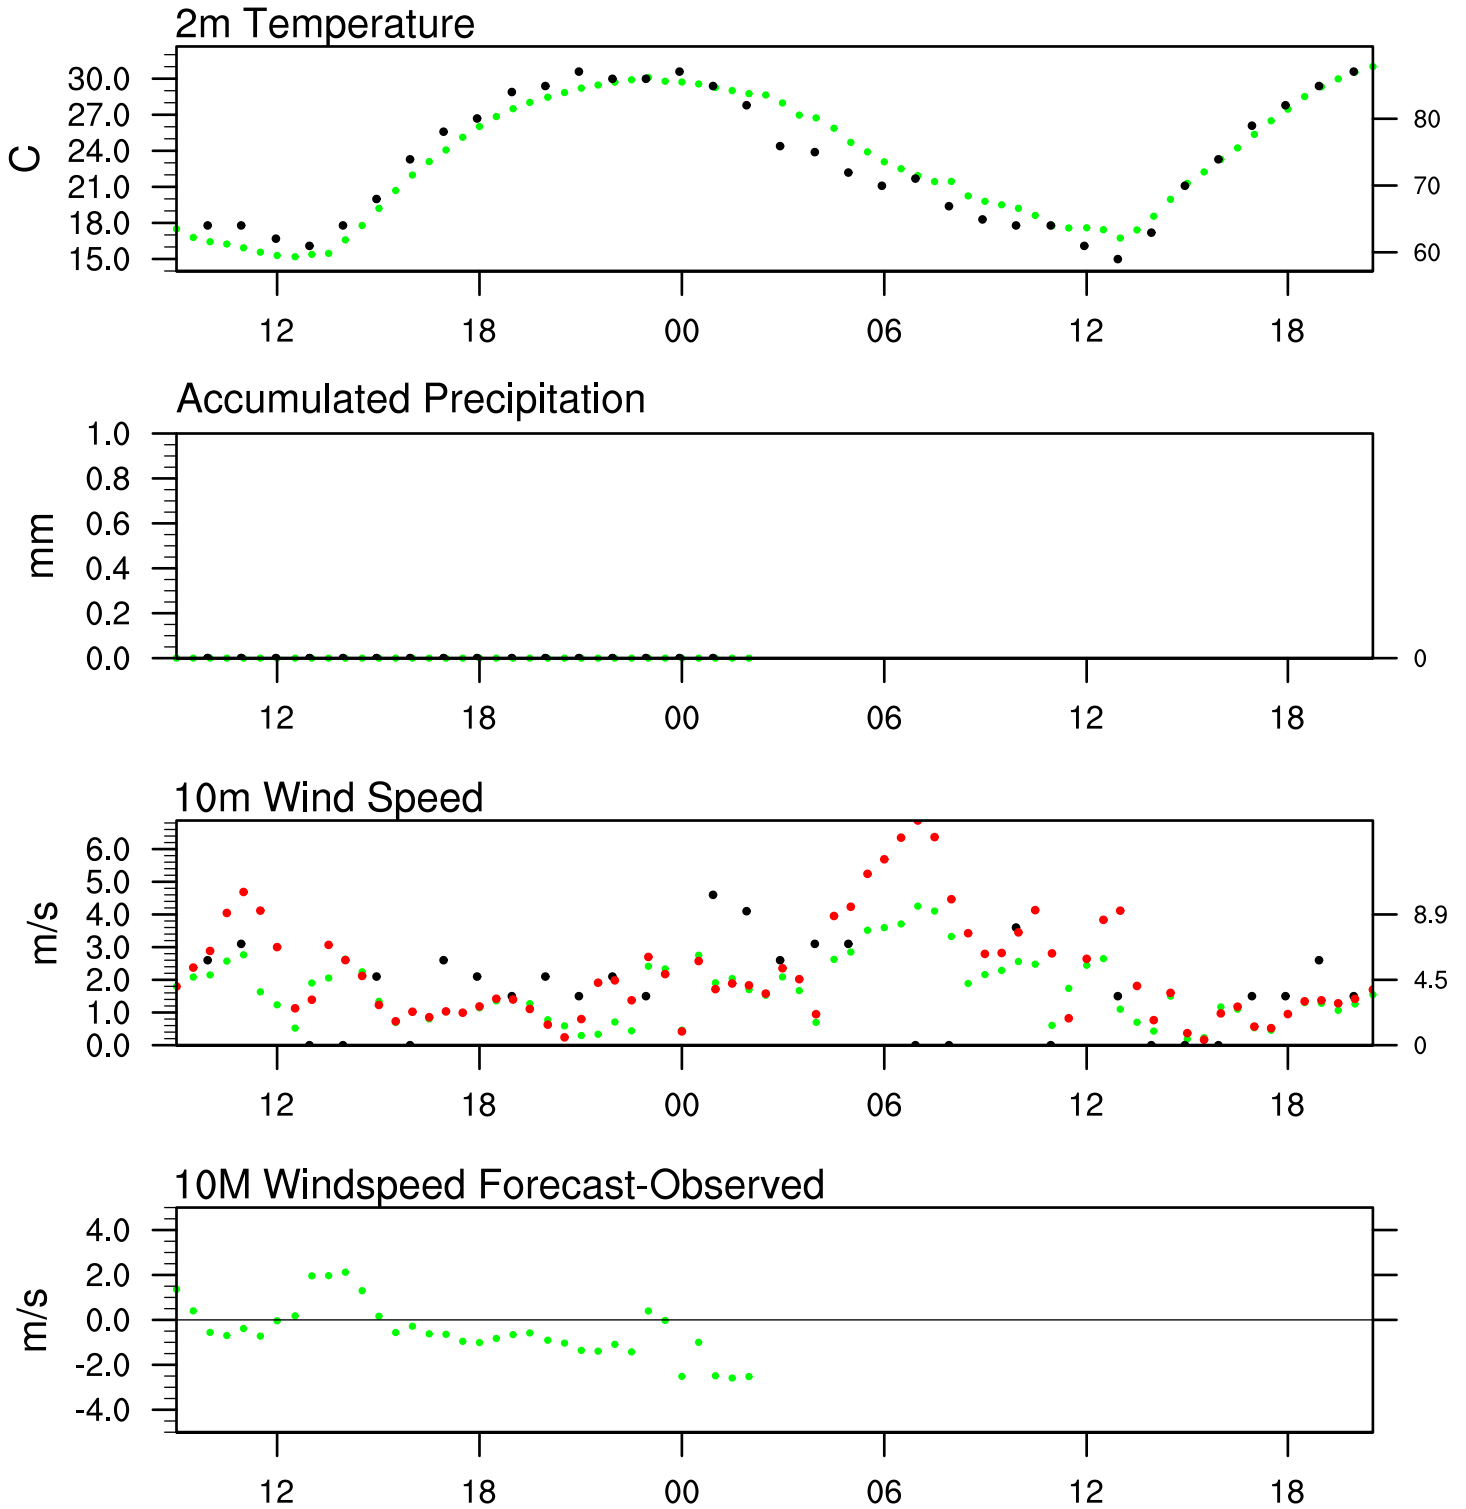 2m Temperature
30.0
27.0
24.0
21.0
18.0
15.0
C
80
70
60
12 18 00 06 12 18
Accumulated Precipitation
1.0
0.8
0.6
0.4
0.2
0.0
mm
0
12 18 00 06 12 18
10m Wind Speed
6.0
5.0
4.0
3.0
2.0
1.0
0.0
m/s
8.9
4.5
0
12 18 00 06 12 18
10M Windspeed Forecast-Observed
4.0
2.0
0.0
-2.0
-4.0
m/s
12 18 00 06 12 18